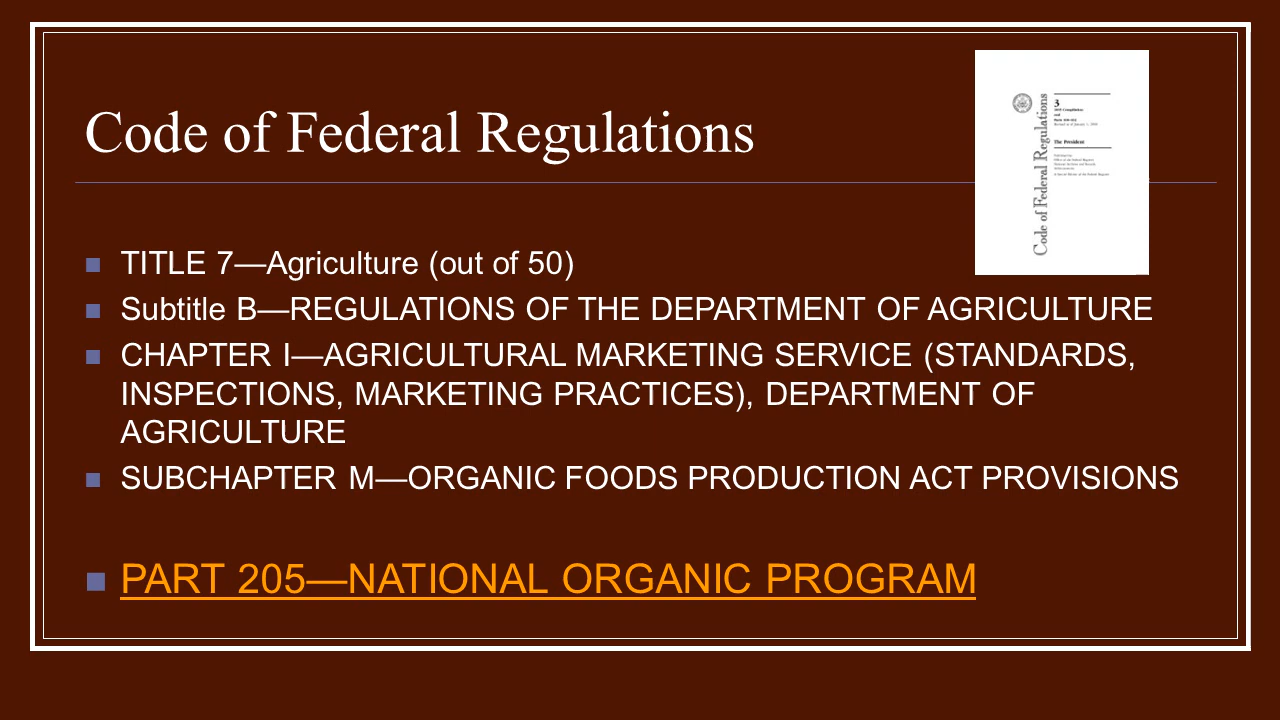 Code of Federal Regulations
3
The President
Code of Federal Regulations
TITLE 7—Agriculture (out of 50)
Subtitle B—REGULATIONS OF THE DEPARTMENT OF AGRICULTURE
CHAPTER I—AGRICULTURAL MARKETING SERVICE (STANDARDS,
INSPECTIONS, MARKETING PRACTICES), DEPARTMENT OF
AGRICULTURE
SUBCHAPTER M—ORGANIC FOODS PRODUCTION ACT PROVISIONS
PART 205—NATIONAL ORGANIC PROGRAM